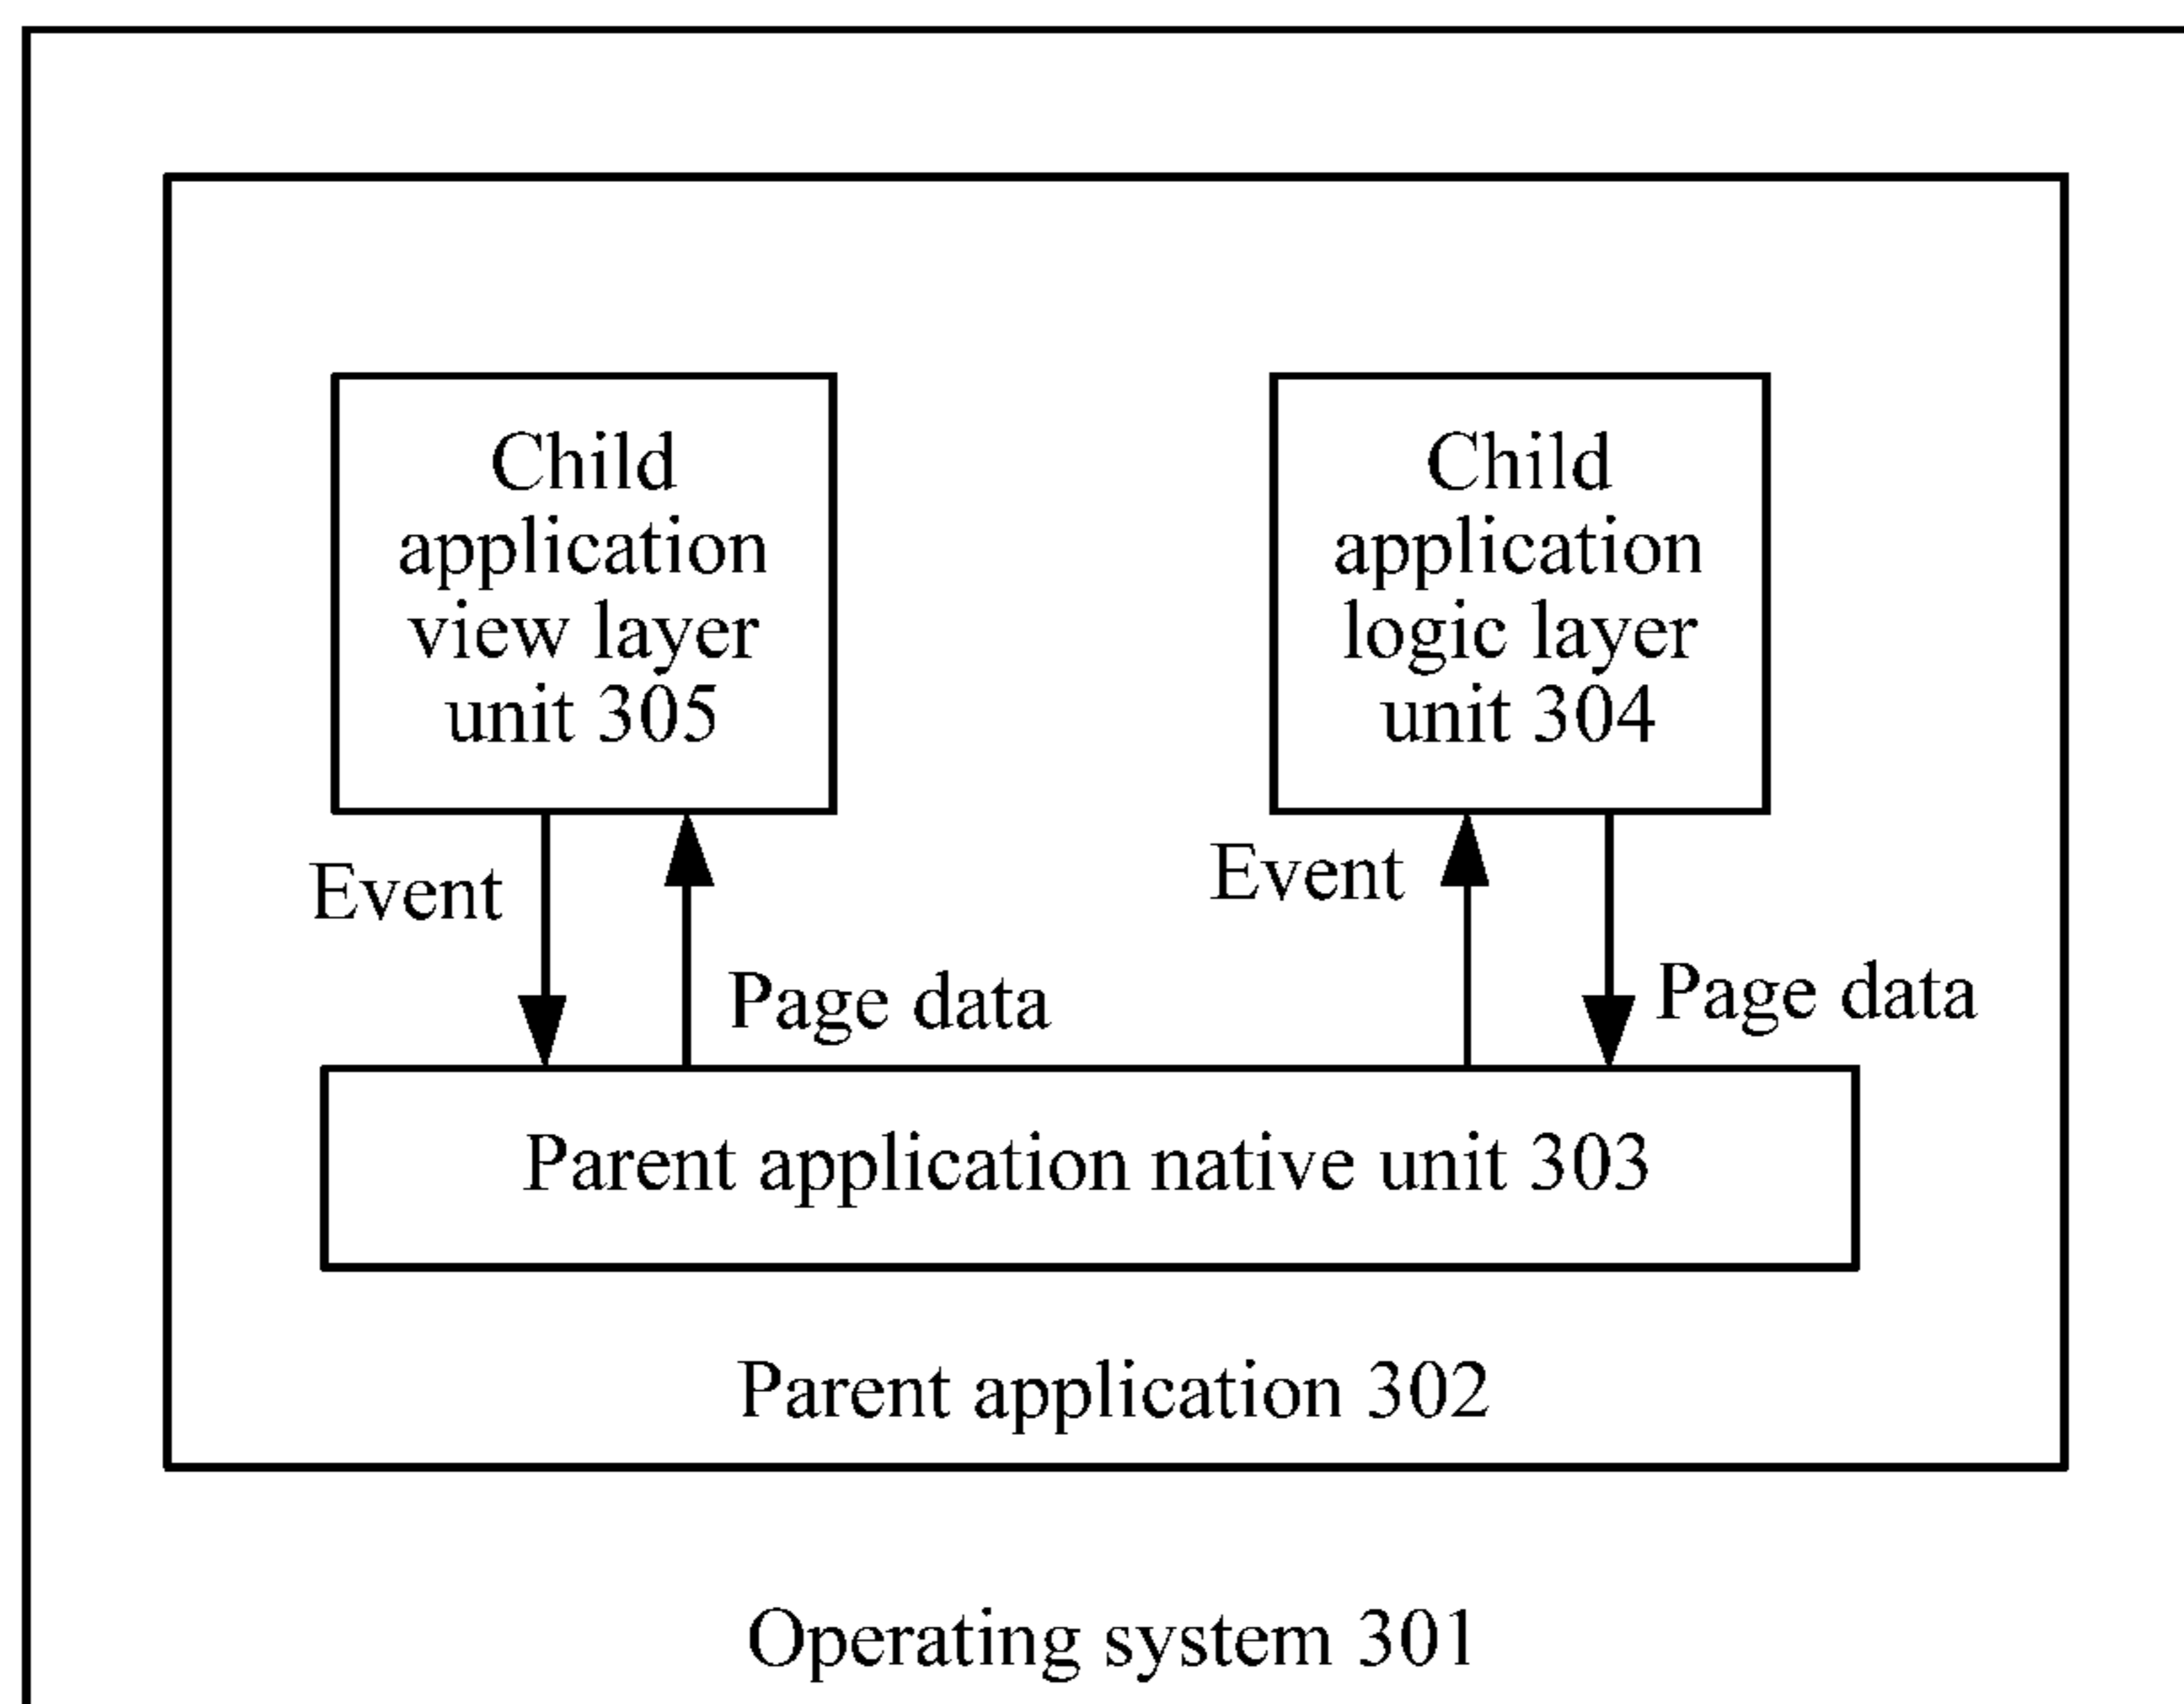 Child
application
view layer
unit 305
Child
application
logic layer
unit 304
Event
Page data
Event
Page data
Parent application native unit 303
Parent application 302
Operating system 301